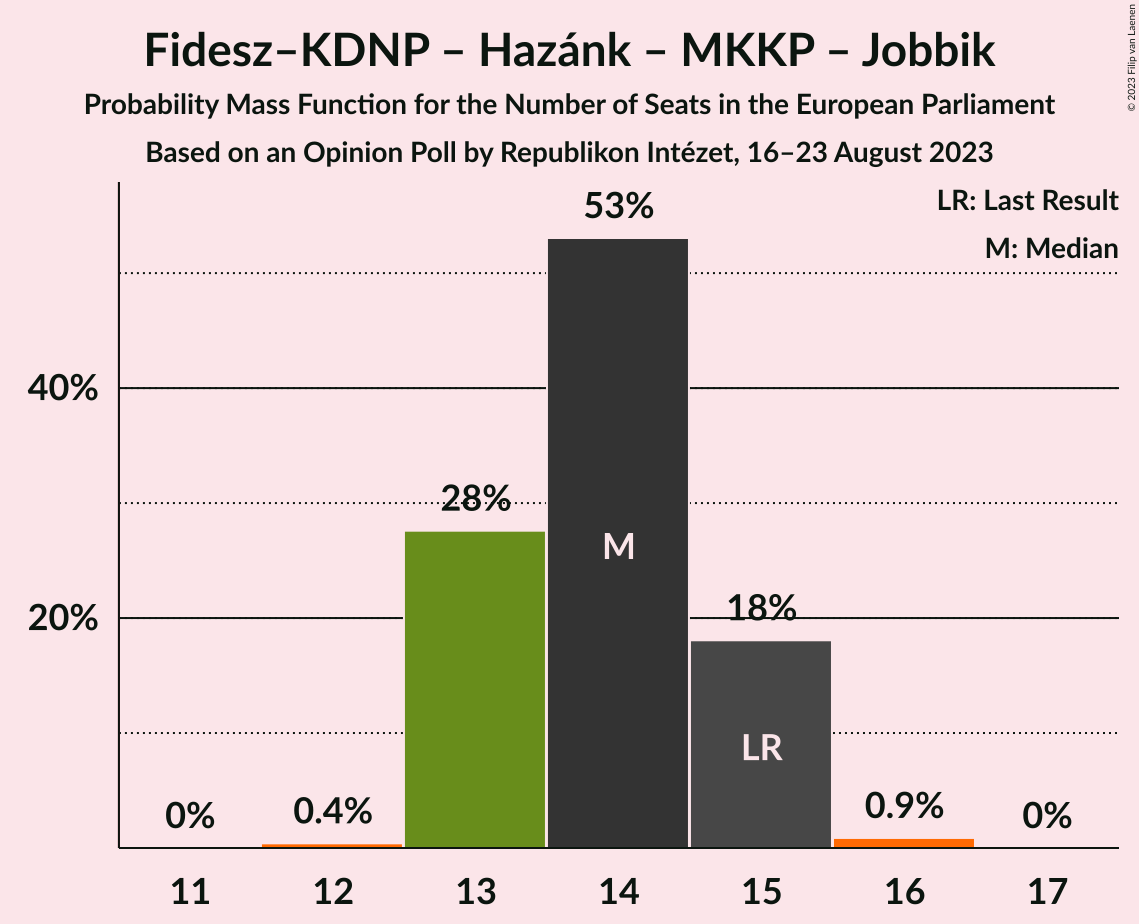 Fidesz–KDNP – Hazánk – MKKP – Jobbik
Probability Mass Function for the Number of Seats in the European Parliament
Based on an Opinion Poll by Republikon Intézet, 16–23 August 2023
© 2023 Filip van Laenen
LR: Last Result
M: Median
40%
20%
0%
0.4%
28%
53%
18%
0.9%
0%
M
LR
11
12
13
14
15
16
17